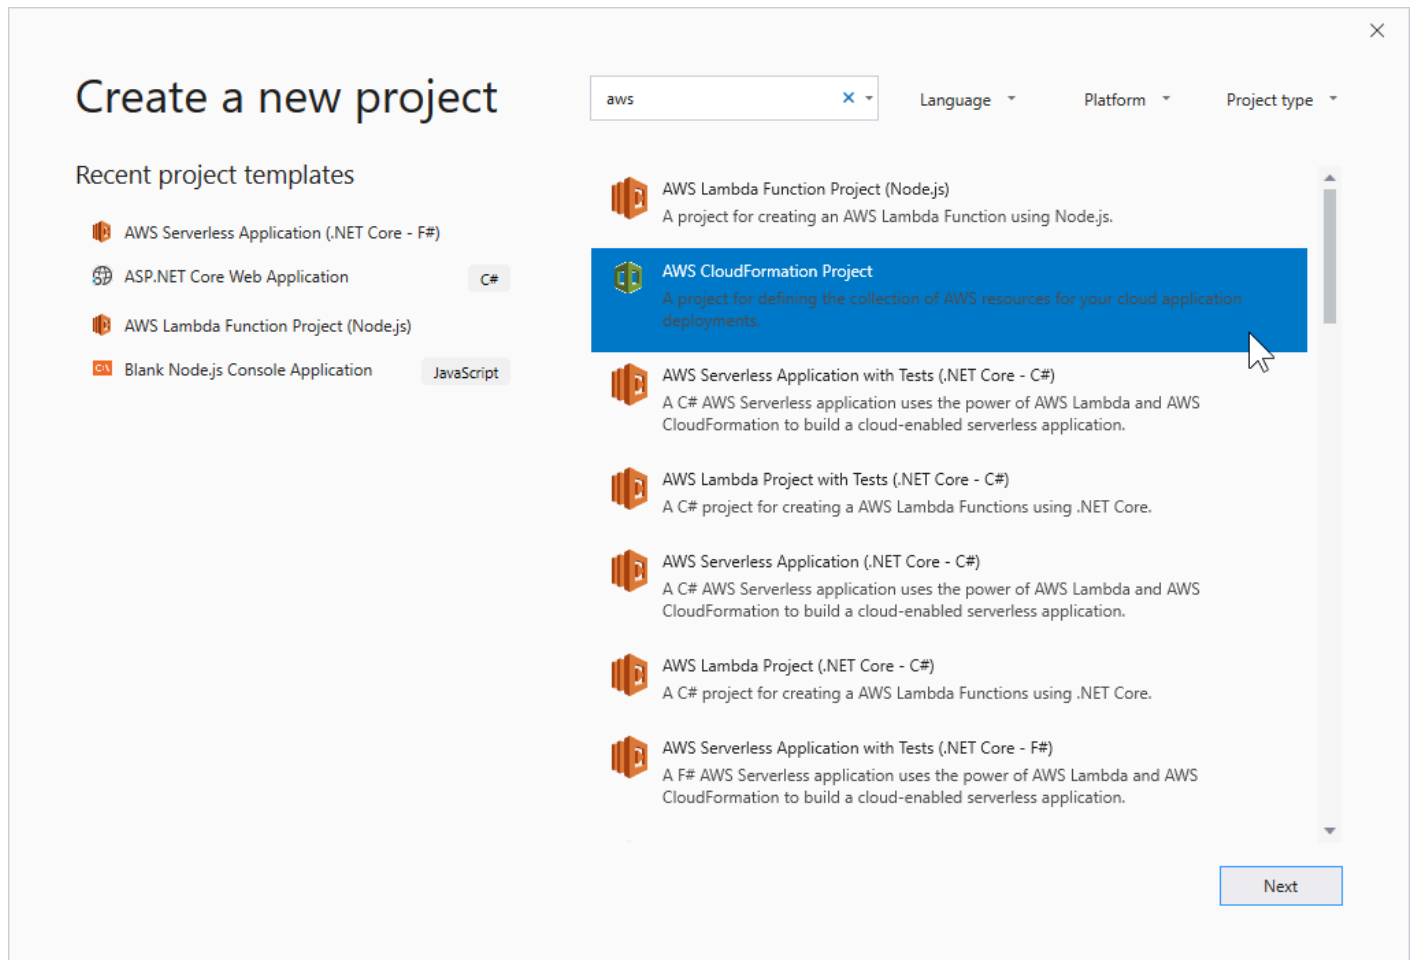 Create a new project
aws
Language
Platform
Project type
Recent project templates
AWS Serverless Application (.NET Core - F#)
ASP.NET Core Web Application
C#
AWS Lambda Function Project (Node.js)
C:\
Blank Node.js Console Application
JavaScript
AWS Lambda Function Project (Node.js)
A project for creating an AWS Lambda Function using Node.js.
AWS CloudFormation Project
A project for defining the collection of AWS resources for your cloud application
deployments.
AWS Serverless Application with Tests (.NET Core - C#)
A C# AWS Serverless application uses the power of AWS Lambda and AWS
CloudFormation to build a cloud-enabled serverless application.
AWS Lambda Project with Tests (.NET Core - C#)
A C# project for creating a AWS Lambda Functions using .NET Core.
AWS Serverless Application (.NET Core - C#)
A C# AWS Serverless application uses the power of AWS Lambda and AWS
CloudFormation to build a cloud-enabled serverless application.
AWS Lambda Project (.NET Core - C#)
A C# project for creating a AWS Lambda Functions using .NET Core.
AWS Serverless Application with Tests (.NET Core - F#)
A F# AWS Serverless application uses the power of AWS Lambda and AWS
CloudFormation to build a cloud-enabled serverless application.
Next